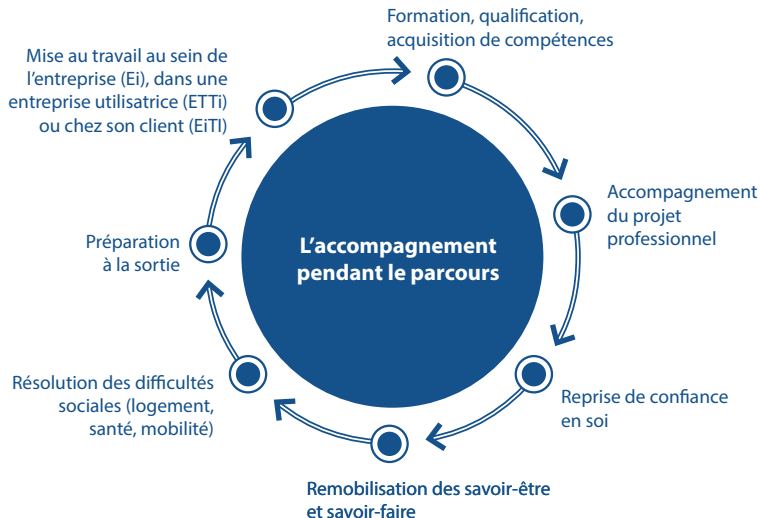 Formation, qualification,
acquisition de compétences
Mise au travail au sein de
l'entreprise (Ei), dans une
entreprise utilisatrice (ETTi)
ou chez son client (EiTI)
Accompagnement
du projet
professionnel
L'accompagnement
pendant le parcours
Préparation
à la sortie
Résolution des difficultés
sociales (logement,
santé, mobilité)
Reprise de confiance
en soi
Remobilisation des savoir-être
et savoir-faire